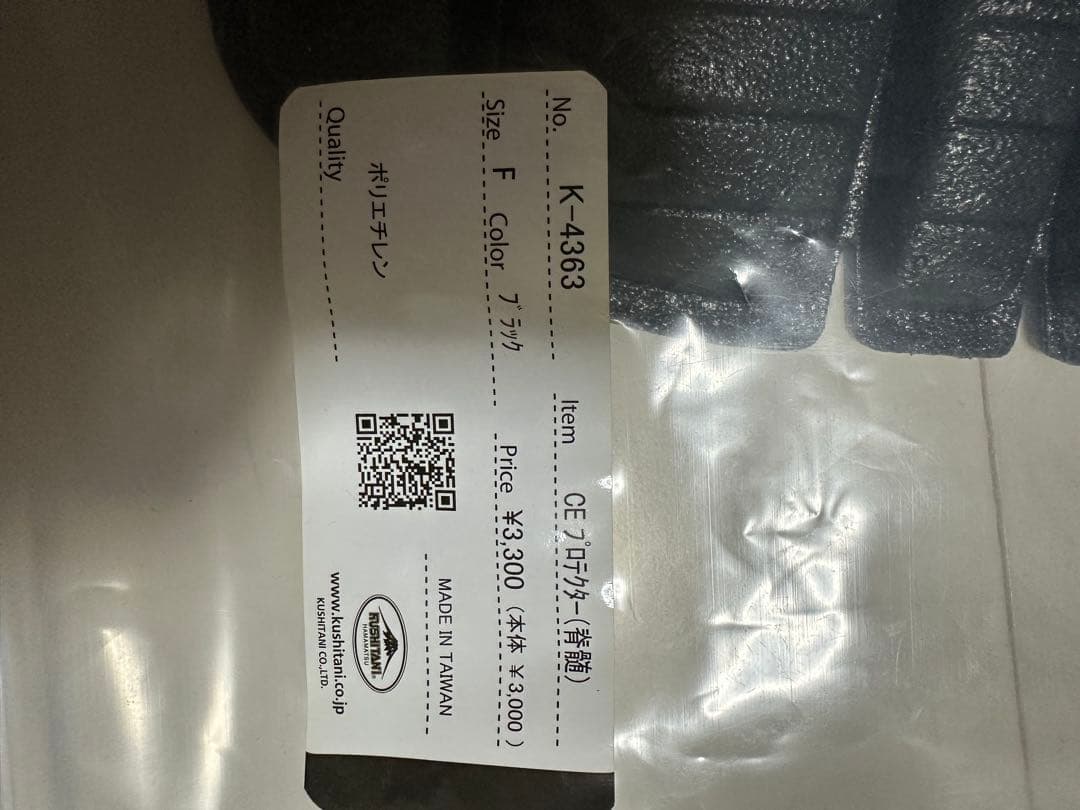 No. K-4363 Item CE プロテクター(脊髄)
Size F Color ブラック Price ¥3,300 (本体 ¥3,000)
Quality
ポリエチレン
MADE IN TAIWAN
KUSHITANI
HAMAMATSU
www.kushitani.co.jp
KUSHITANI CO.,LTD.